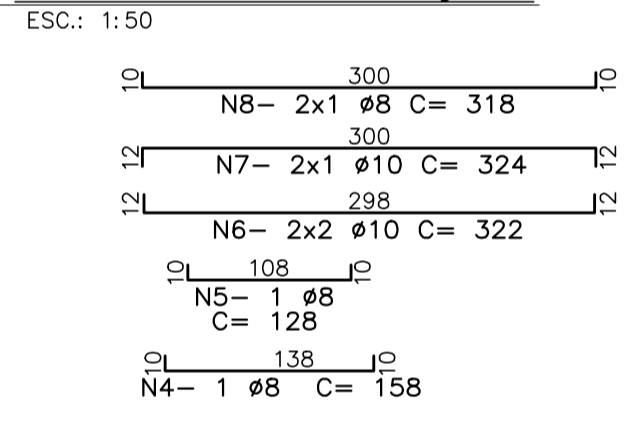 ESC.: 1:50
10 300 10
N8– 2x1 ø8 C= 318
300
12 N7– 2x1 ø10 C= 324 12
12 298 12
N6– 2x2 ø10 C= 322
10 108 10
N5– 1 ø8
C= 128
10 138 10
N4– 1 ø8 C= 158